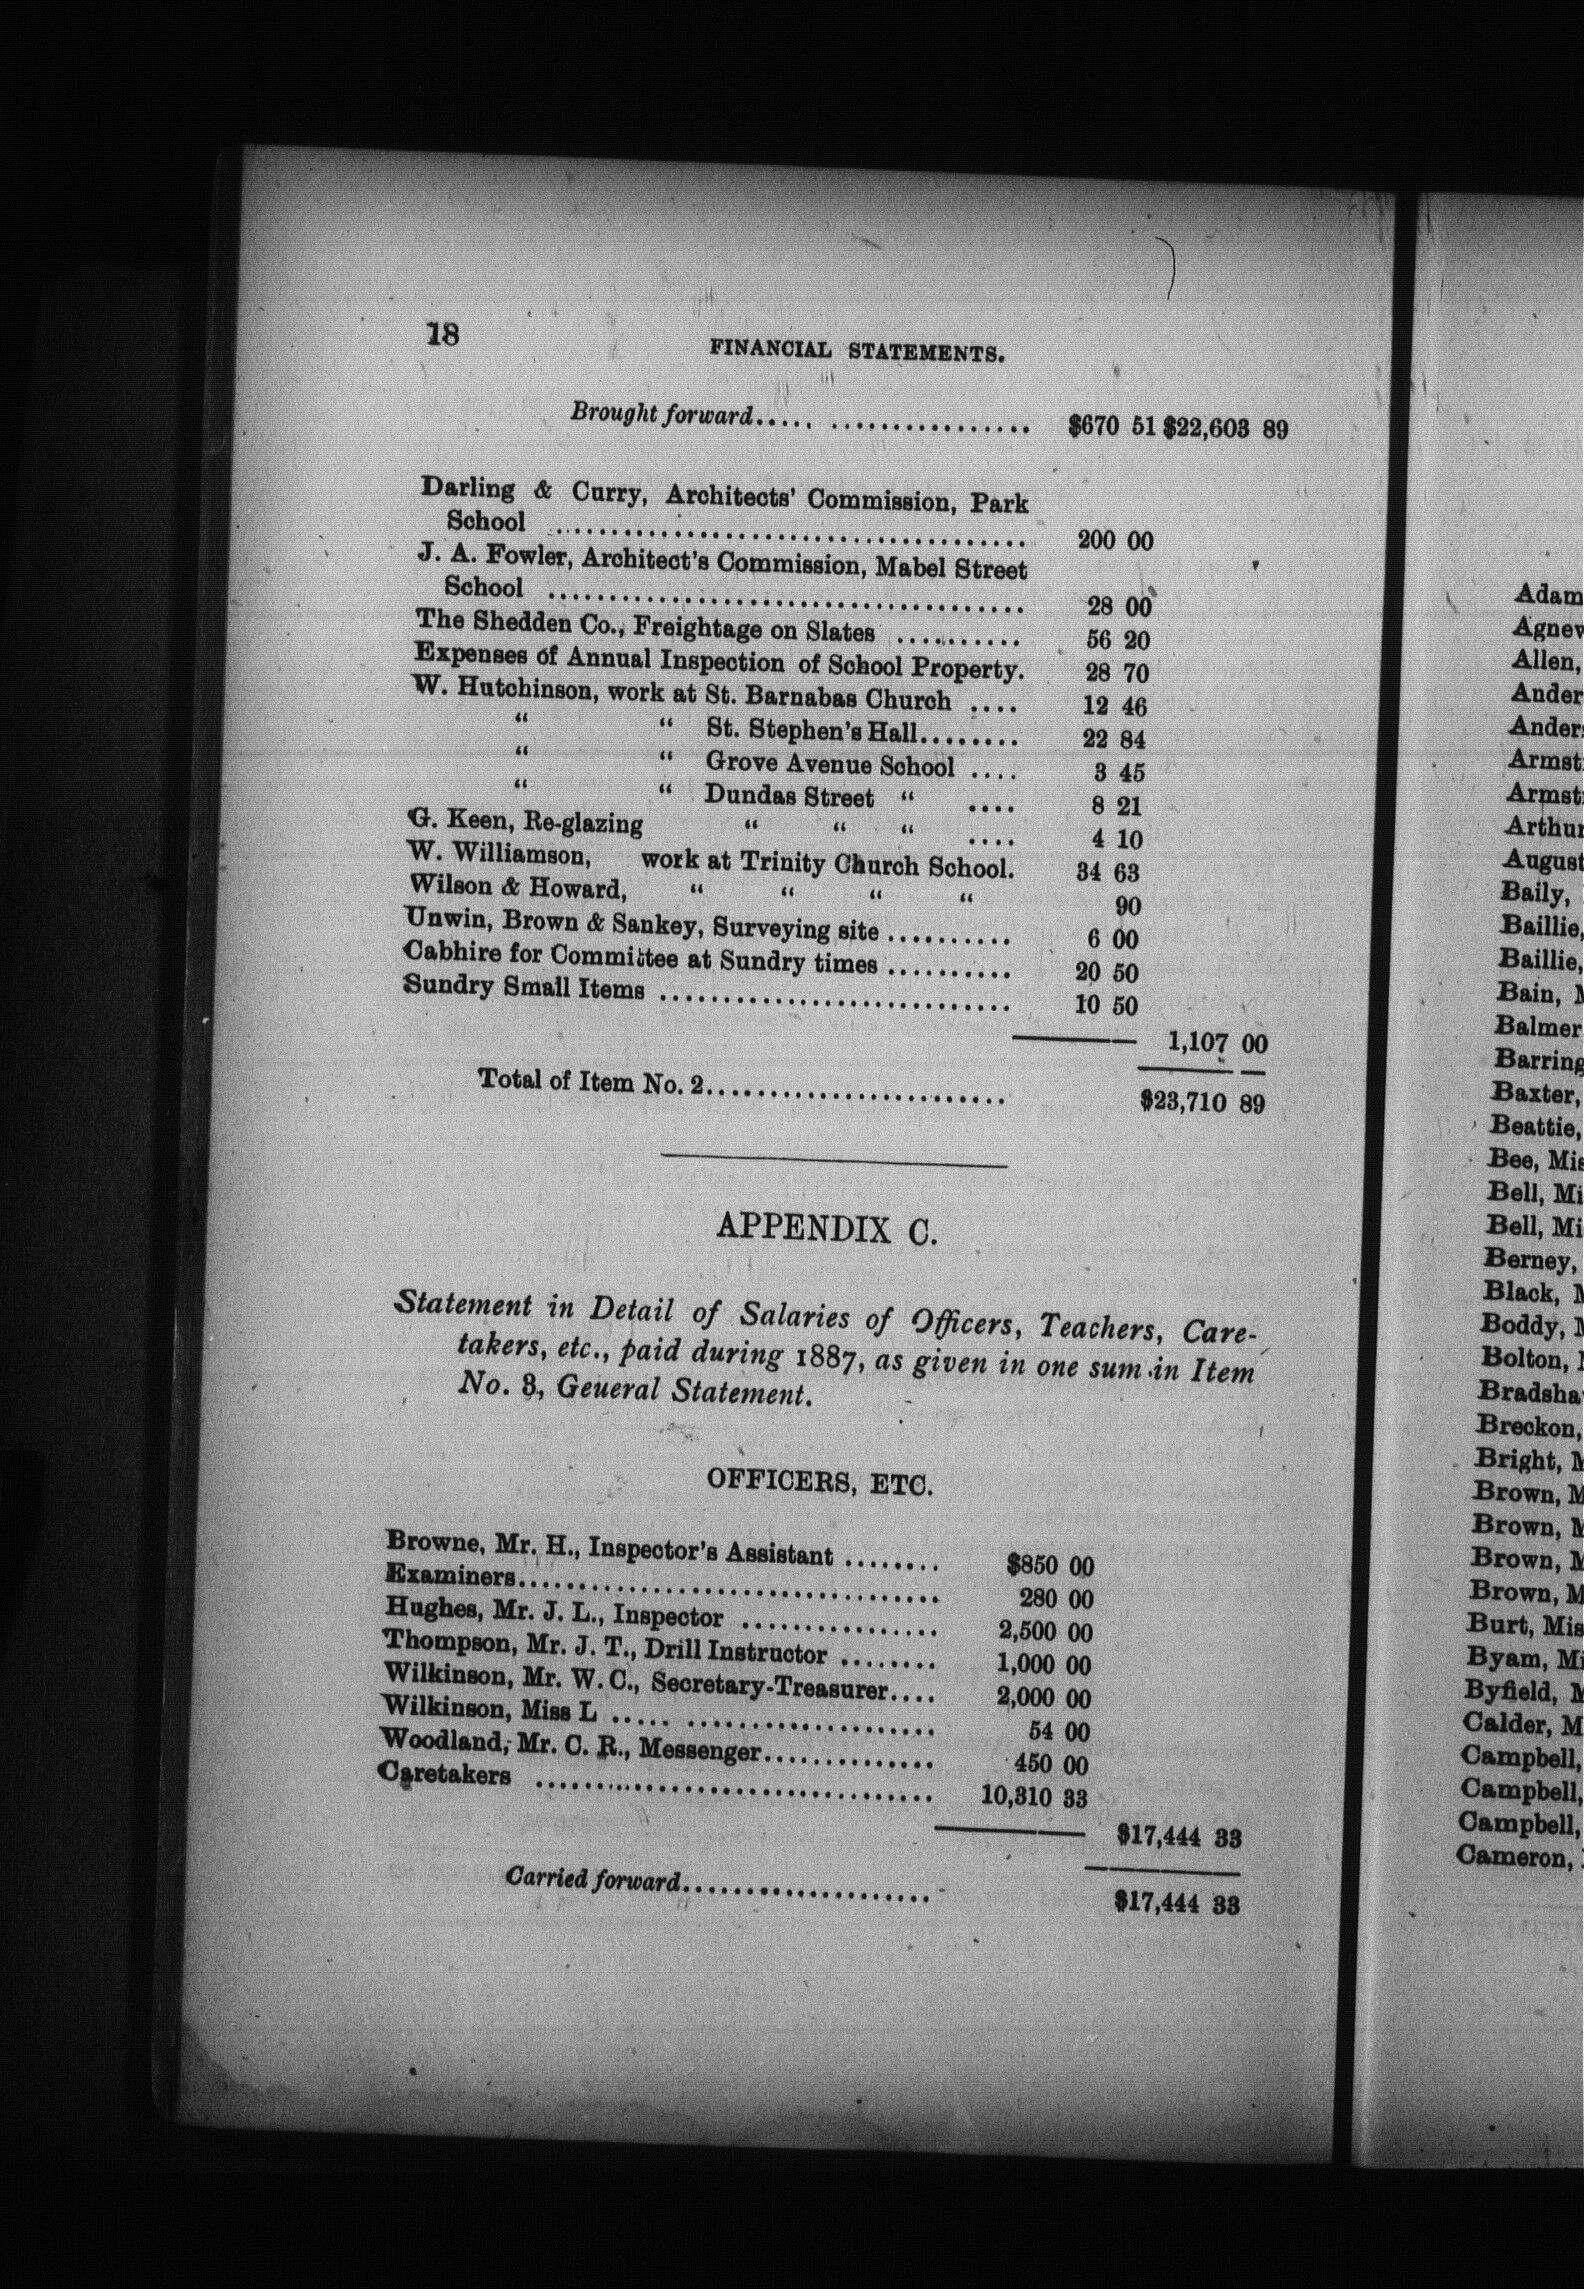 18
FINANCIAL STATEMENTS.
Brought forward..... ................ $670 51 $22,603 89
Darling & Curry, Architects' Commission, Park
School ...................................... 200 00
J. A. Fowler, Architect's Commission, Mabel Street
School ...................................... 28 00
The Shedden Co., Freightage on Slates .......... 56 20
Expenses of Annual Inspection of School Property. 28 70
W. Hutchinson, work at St. Barnabas Church .... 12 46
“ “ St. Stephen's Hall........ 22 84
“ “ Grove Avenue School .... 3 45
“ “ Dundas Street “ .... 8 21
G. Keen, Re-glazing “ “ “ .... 4 10
W. Williamson, work at Trinity Church School. 34 63
Wilson & Howard, “ “ “ “ 90
Unwin, Brown & Sankey, Surveying site .......... 6 00
Cabhire for Committee at Sundry times .......... 20 50
Sundry Small Items ............................ 10 50
1,107 00
Total of Item No. 2........................ $23,710 89
APPENDIX C.
Statement in Detail of Salaries of Officers, Teachers, Care-
takers, etc., paid during 1887, as given in one sum in Item
No. 3, Geueral Statement.
OFFICERS, ETC.
Browne, Mr. H., Inspector's Assistant ........ $850 00
Examiners.................................. 280 00
Hughes, Mr. J. L., Inspector ................ 2,500 00
Thompson, Mr. J. T., Drill Instructor ........ 1,000 00
Wilkinson, Mr. W. C., Secretary-Treasurer.... 2,000 00
Wilkinson, Miss L ..... .................... 54 00
Woodland, Mr. C. R., Messenger.............. 450 00
Caretakers ................................ 10,310 33
$17,444 33
Carried forward.................... $17,444 33
Adam
Agnew
Allen,
Ander
Anders
Armst
Armst
Arthur
August
Baily,
Baillie,
Baillie,
Bain, M
Balmer
Barring
Baxter,
Beattie,
Bee, Mis
Bell, Mi
Bell, Mi
Berney,
Black, M
Boddy, M
Bolton,
Bradsha
Breckon,
Bright, M
Brown, M
Brown, M
Brown, M
Brown, M
Burt, Mis
Byam, Mi
Byfield, M
Calder, M
Campbell,
Campbell,
Campbell,
Cameron,